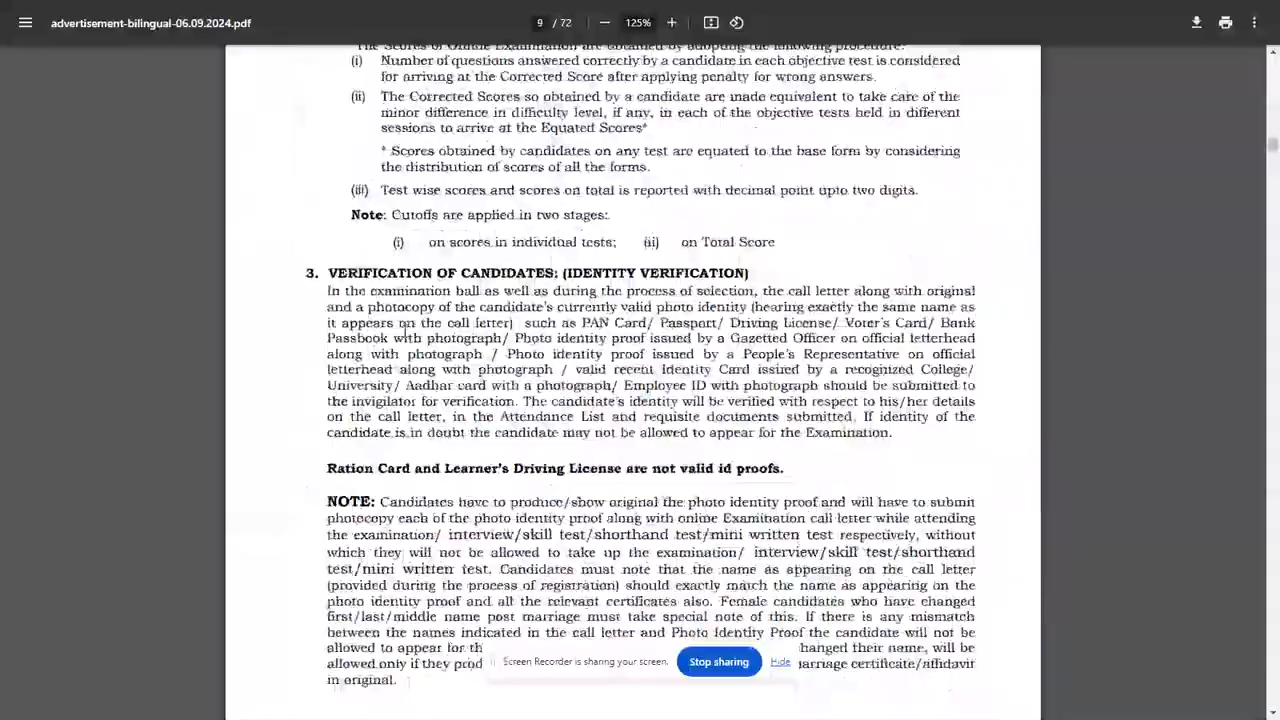 advertisement-bilingual-06.09.2024.pdf
9 / 72
125%
The Scores of Online Examination are obtained by adopting the following procedure:
(i) Number of questions answered correctly by a candidate in each objective test is considered
for arriving at the Corrected Score after applying penalty for wrong answers.
(ii) The Corrected Scores so obtained by a candidate are made equivalent to take care of the
minor difference in difficulty level, if any, in each of the objective tests held in different
sessions to arrive at the Equated Scores*
* Scores obtained by candidates on any test are equated to the base form by considering
the distribution of scores of all the forms.
(iii) Test wise scores and scores on total is reported with decimal point upto two digits.
Note: Cutoffs are applied in two stages:
(i) on scores in individual tests; (ii) on Total Score
3. VERIFICATION OF CANDIDATES: (IDENTITY VERIFICATION)
In the examination hall as well as during the process of selection, the call letter along with original
and a photocopy of the candidate's currently valid photo identity (bearing exactly the same name as
it appears on the call letter) such as PAN Card/ Passport/ Driving License/ Voter's Card/ Bank
Passbook with photograph/ Photo identity proof issued by a Gazetted Officer on official letterhead
along with photograph / Photo identity proof issued by a People's Representative on official
letterhead along with photograph / valid recent Identity Card issued by a recognized College/
University/ Aadhar card with a photograph/ Employee ID with photograph should be submitted to
the invigilator for verification. The candidate's identity will be verified with respect to his/her details
on the call letter, in the Attendance List and requisite documents submitted. If identity of the
candidate is in doubt the candidate may not be allowed to appear for the Examination.
Ration Card and Learner's Driving License are not valid id proofs.
NOTE: Candidates have to produce/show original the photo identity proof and will have to submit
photocopy each of the photo identity proof along with online Examination call letter while attending
the examination/ interview/skill test/shorthand test/mini written test respectively, without
which they will not be allowed to take up the examination/ interview/skill test/shorthand
test/mini written test. Candidates must note that the name as appearing on the call letter
(provided during the process of registration) should exactly match the name as appearing on the
photo identity proof and all the relevant certificates also. Female candidates who have changed
first/last/middle name post marriage must take special note of this. If there is any mismatch
between the names indicated in the call letter and Photo Identity Proof the candidate will not be
allowed to appear for th hanged their name, will be
allowed only if they prod arriage certificate/affidavit
in original.
Screen Recorder is sharing your screen.
Stop sharing
Hide